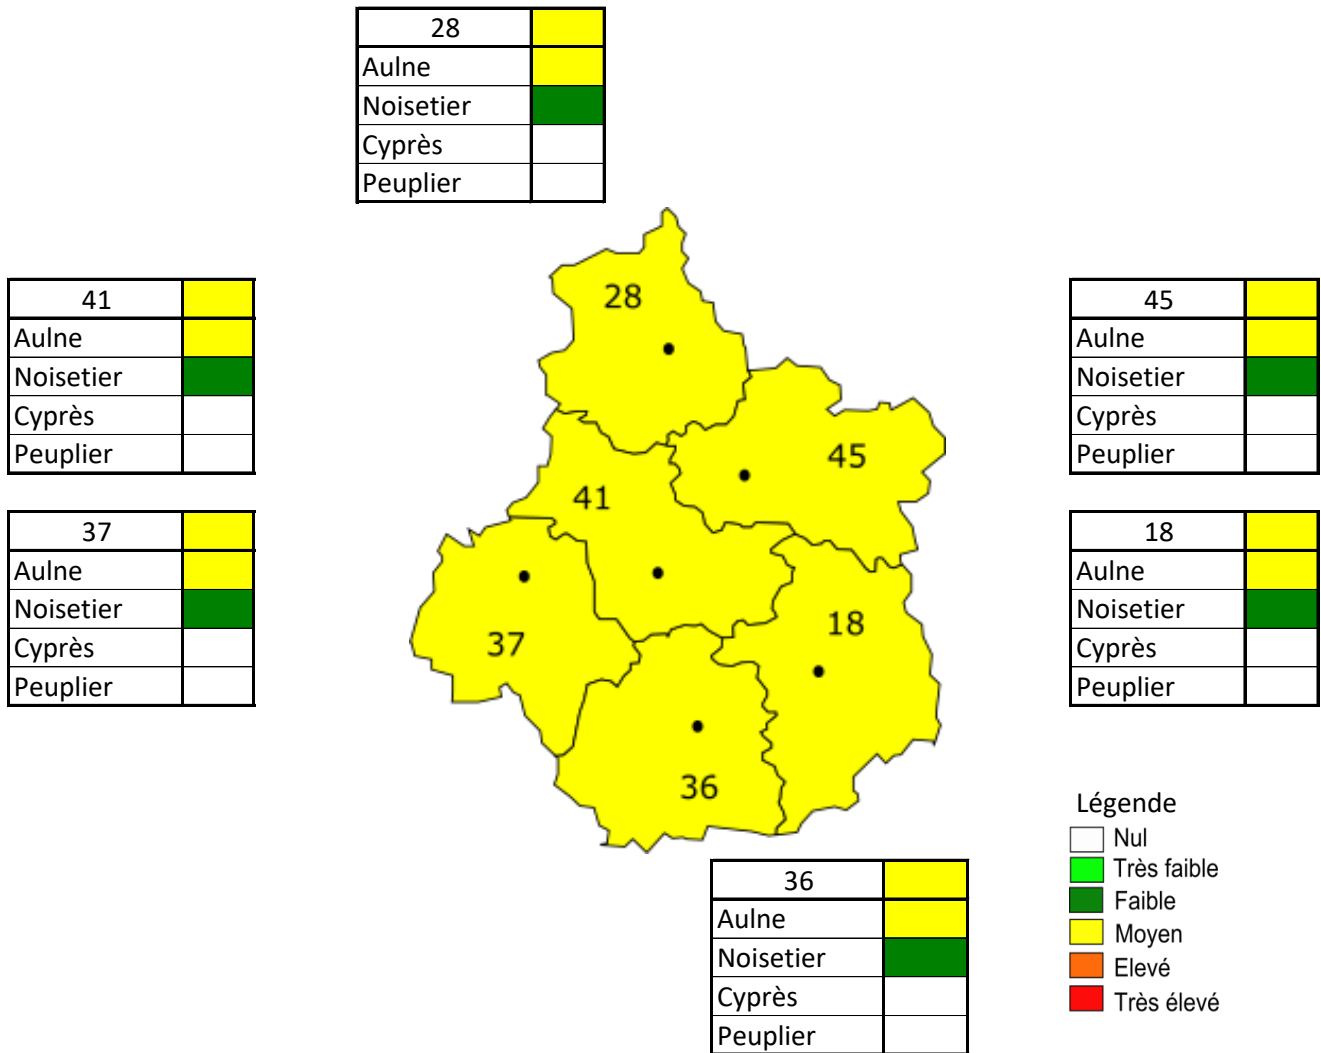 28
Aulne
Noisetier
Cyprès
Peuplier
41
Aulne
Noisetier
Cyprès
Peuplier
45
Aulne
Noisetier
Cyprès
Peuplier
37
Aulne
Noisetier
Cyprès
Peuplier
18
Aulne
Noisetier
Cyprès
Peuplier
28
45
41
18
37
36
36
Aulne
Noisetier
Cyprès
Peuplier
Légende
Nul
Très faible
Faible
Moyen
Elevé
Très élevé